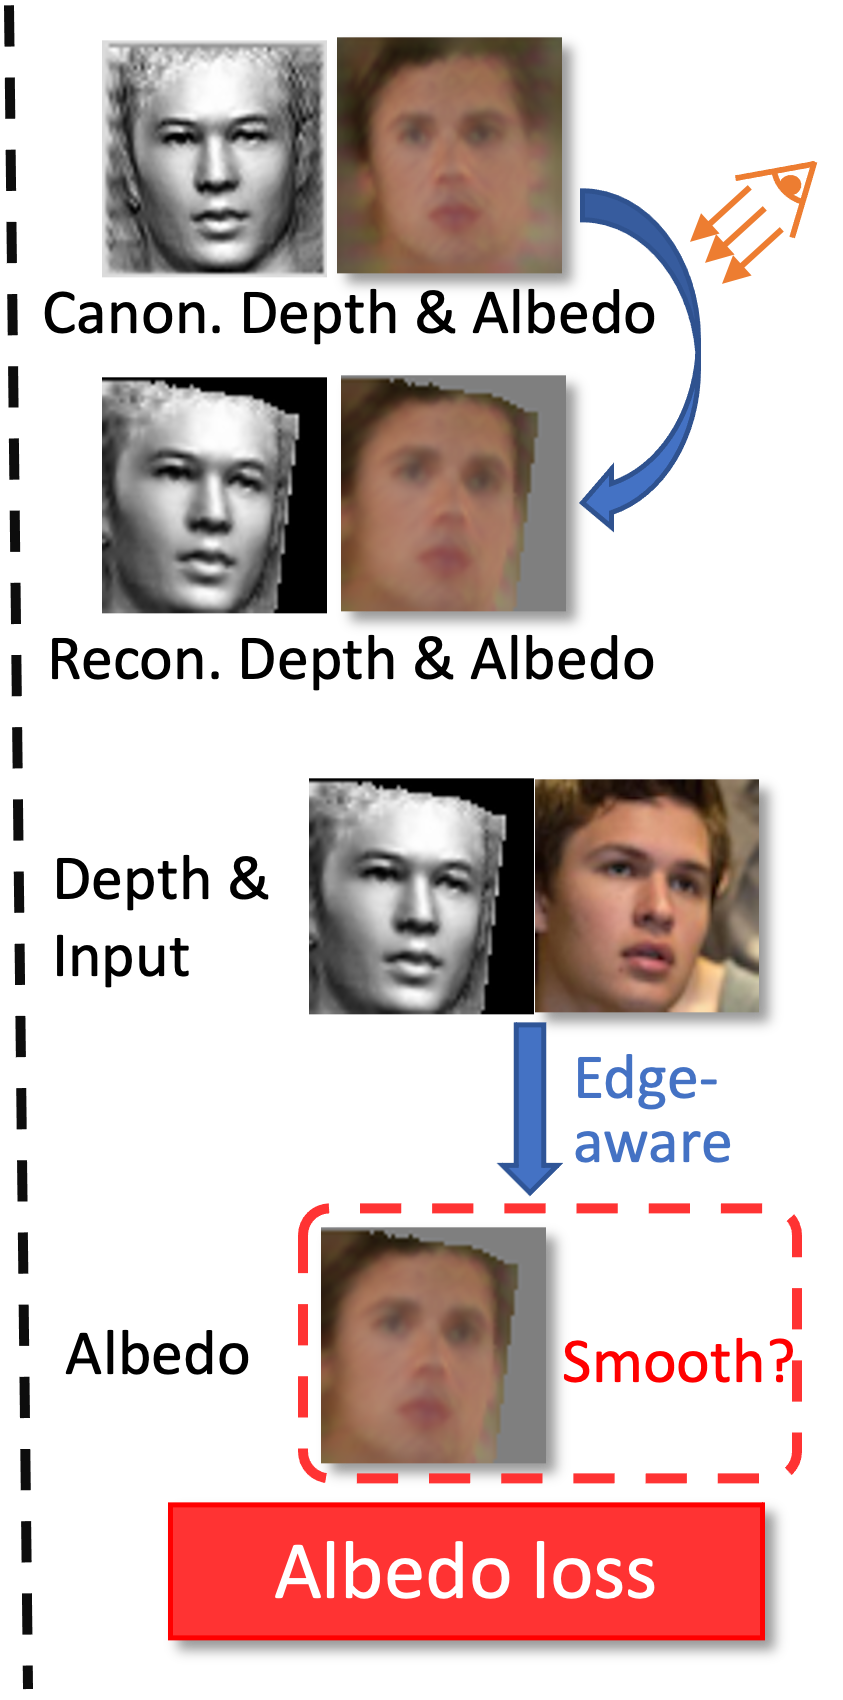 Canon. Depth & Albedo
Recon. Depth & Albedo
Depth &
Input
Edge-
aware
Albedo
Smooth?
Albedo loss